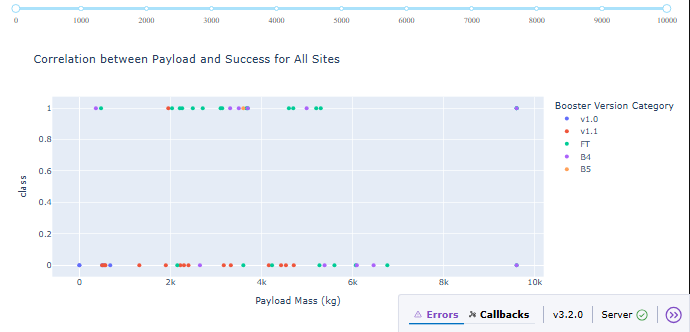 0 1000 2000 3000 4000 5000 6000 7000 8000 9000 10000
Correlation between Payload and Success for All Sites
Booster Version Category
v1.0
v1.1
FT
B4
B5
class
1
0.8
0.6
0.4
0.2
0
0 2k 4k 6k 8k 10k
Payload Mass (kg)
Errors Callbacks v3.2.0 Server